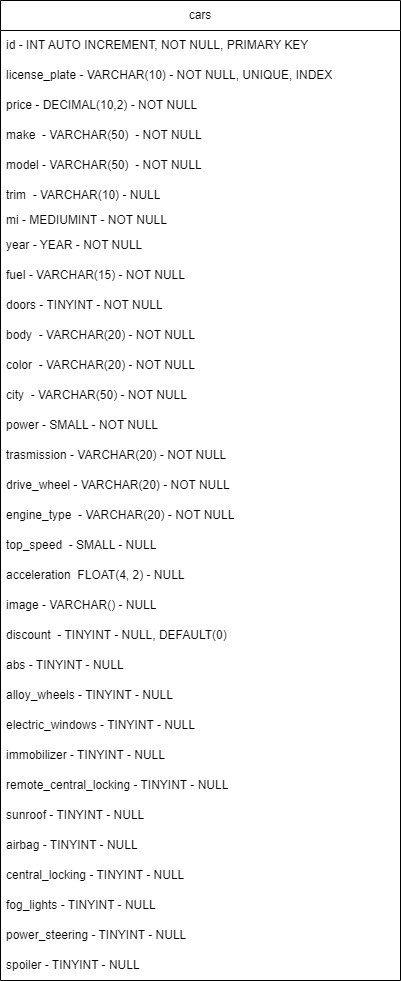 cars
id - INT AUTO INCREMENT, NOT NULL, PRIMARY KEY
license_plate - VARCHAR(10) - NOT NULL, UNIQUE, INDEX
price - DECIMAL(10,2) - NOT NULL
make  - VARCHAR(50)  - NOT NULL
model - VARCHAR(50)  - NOT NULL
trim  - VARCHAR(10) - NULL
mi - MEDIUMINT - NOT NULL
year - YEAR - NOT NULL
fuel - VARCHAR(15) - NOT NULL
doors - TINYINT - NOT NULL
body  - VARCHAR(20) - NOT NULL
color  - VARCHAR(20) - NOT NULL
city  - VARCHAR(50) - NOT NULL
power - SMALL - NOT NULL
trasmission - VARCHAR(20) - NOT NULL
drive_wheel - VARCHAR(20) - NOT NULL
engine_type  - VARCHAR(20) - NOT NULL
top_speed  - SMALL - NULL
acceleration  FLOAT(4, 2) - NULL
image - VARCHAR() - NULL
discount  - TINYINT - NULL, DEFAULT(0)
abs - TINYINT - NULL
alloy_wheels - TINYINT - NULL
electric_windows - TINYINT - NULL
immobilizer - TINYINT - NULL
remote_central_locking - TINYINT - NULL
sunroof - TINYINT - NULL
airbag - TINYINT - NULL
central_locking - TINYINT - NULL
fog_lights - TINYINT - NULL
power_steering - TINYINT - NULL
spoiler - TINYINT - NULL